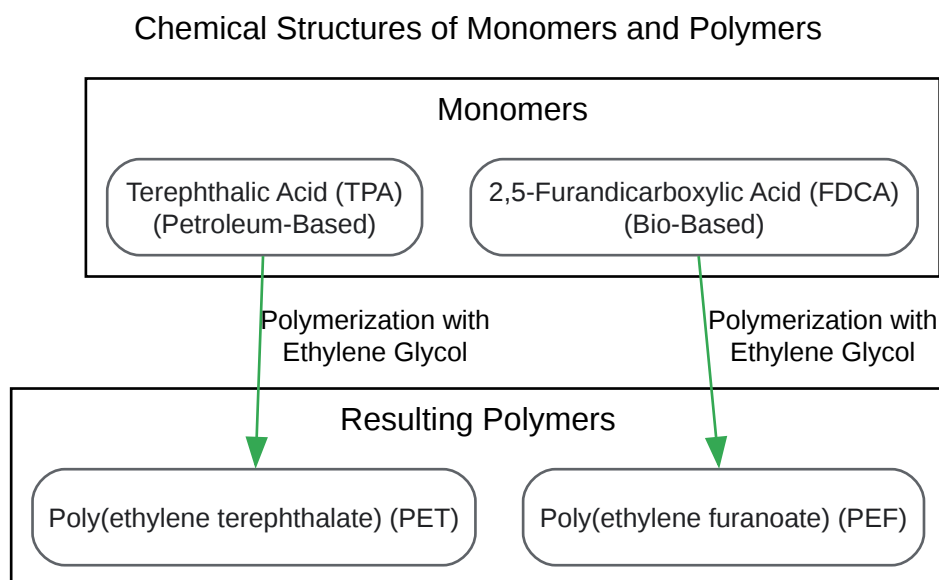 Chemical Structures of Monomers and Polymers
Monomers
Terephthalic Acid (TPA)
(Petroleum-Based)
2,5-Furandicarboxylic Acid (FDCA)
(Bio-Based)
Polymerization with
Ethylene Glycol
Polymerization with
Ethylene Glycol
Resulting Polymers
Poly(ethylene terephthalate) (PET)
Poly(ethylene furanoate) (PEF)